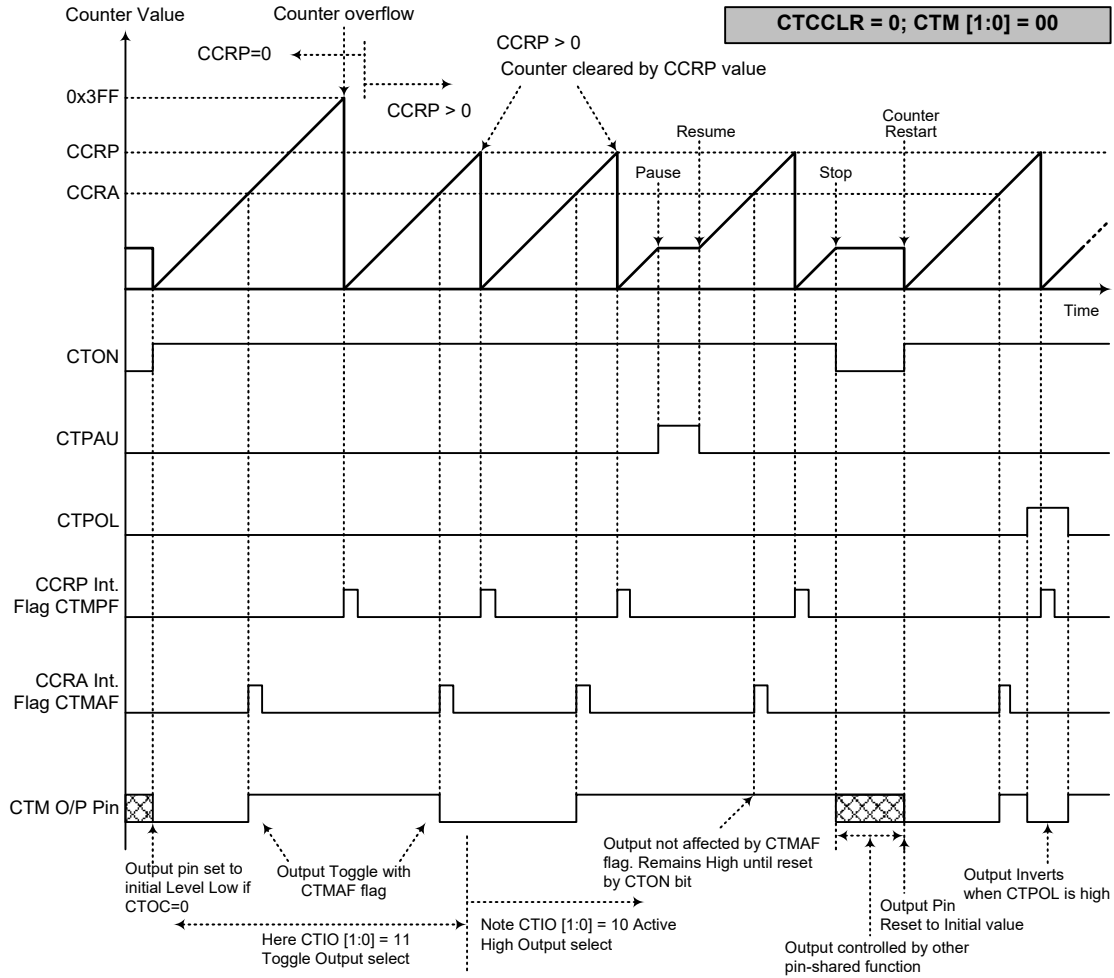 Counter Value
Counter overflow
CTCCLR = 0; CTM [1:0] = 00
CCRP=0
CCRP > 0
CCRP > 0
Counter cleared by CCRP value
0x3FF
CCRP
CCRA
Pause
Resume
Stop
Counter
Restart
Time
CTON
CTPAU
CTPOL
CCRP Int.
Flag CTMPF
CCRA Int.
Flag CTMAF
CTM O/P Pin
Output pin set to
initial Level Low if
CTOC=0
Output Toggle with
CTMAF flag
Here CTIO [1:0] = 11
Toggle Output select
Note CTIO [1:0] = 10 Active
High Output select
Output not affected by CTMAF
flag. Remains High until reset
by CTON bit
Output controlled by other
pin-shared function
Output Pin
Reset to Initial value
Output Inverts
when CTPOL is high